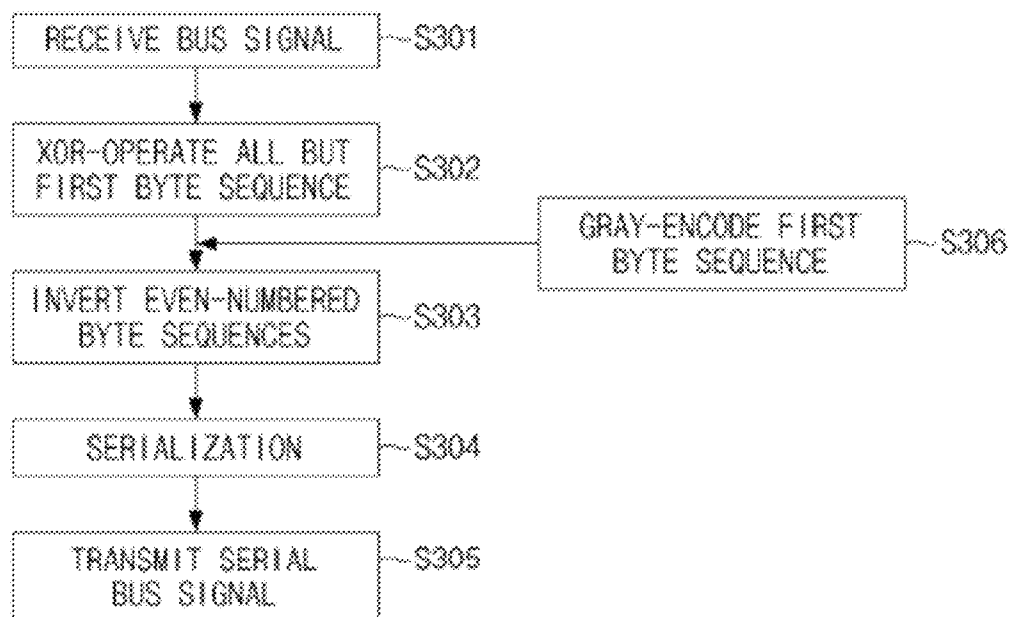 RECEIVE BUS SIGNAL
S301
XOR-OPERATE ALL BUT
FIRST BYTE SEQUENCE
S302
GRAY-ENCODE FIRST
BYTE SEQUENCE
S306
INVERT EVEN-NUMBERED
BYTE SEQUENCES
S303
SERIALIZATION
S304
TRANSMIT SERIAL
BUS SIGNAL
S305